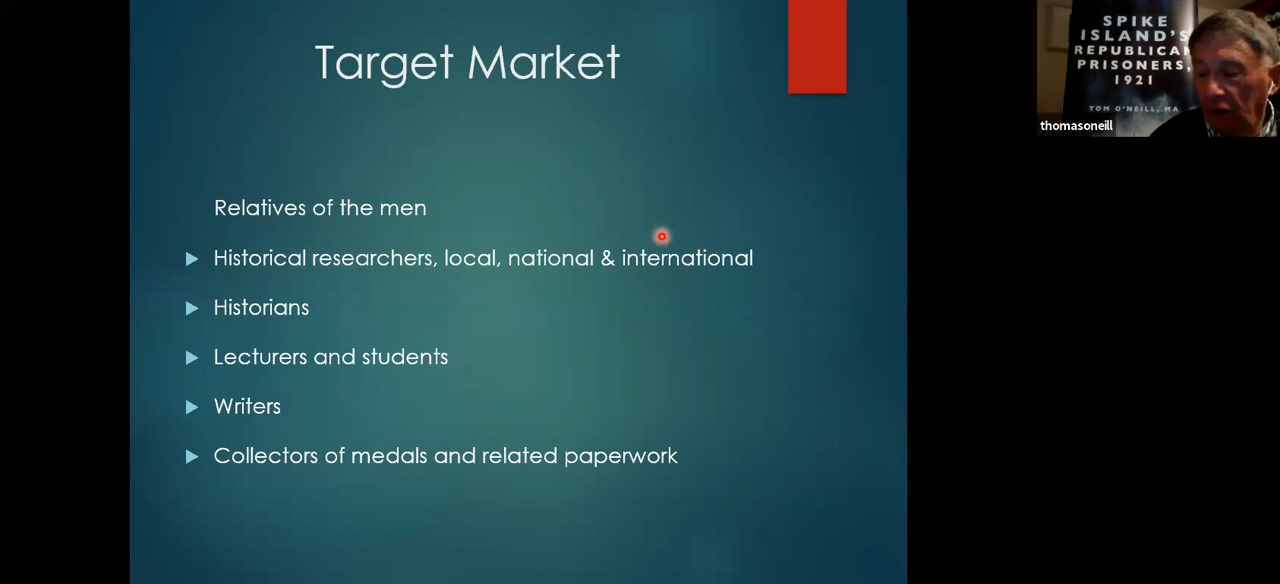 Target Market
Relatives of the men
Historical researchers, local, national & international
Historians
Lecturers and students
Writers
Collectors of medals and related paperwork
SPIKE
ISLAND'S
REPUBLICAN
PRISONERS,
1921
TOM O'NEILL, MA
thomasoneill